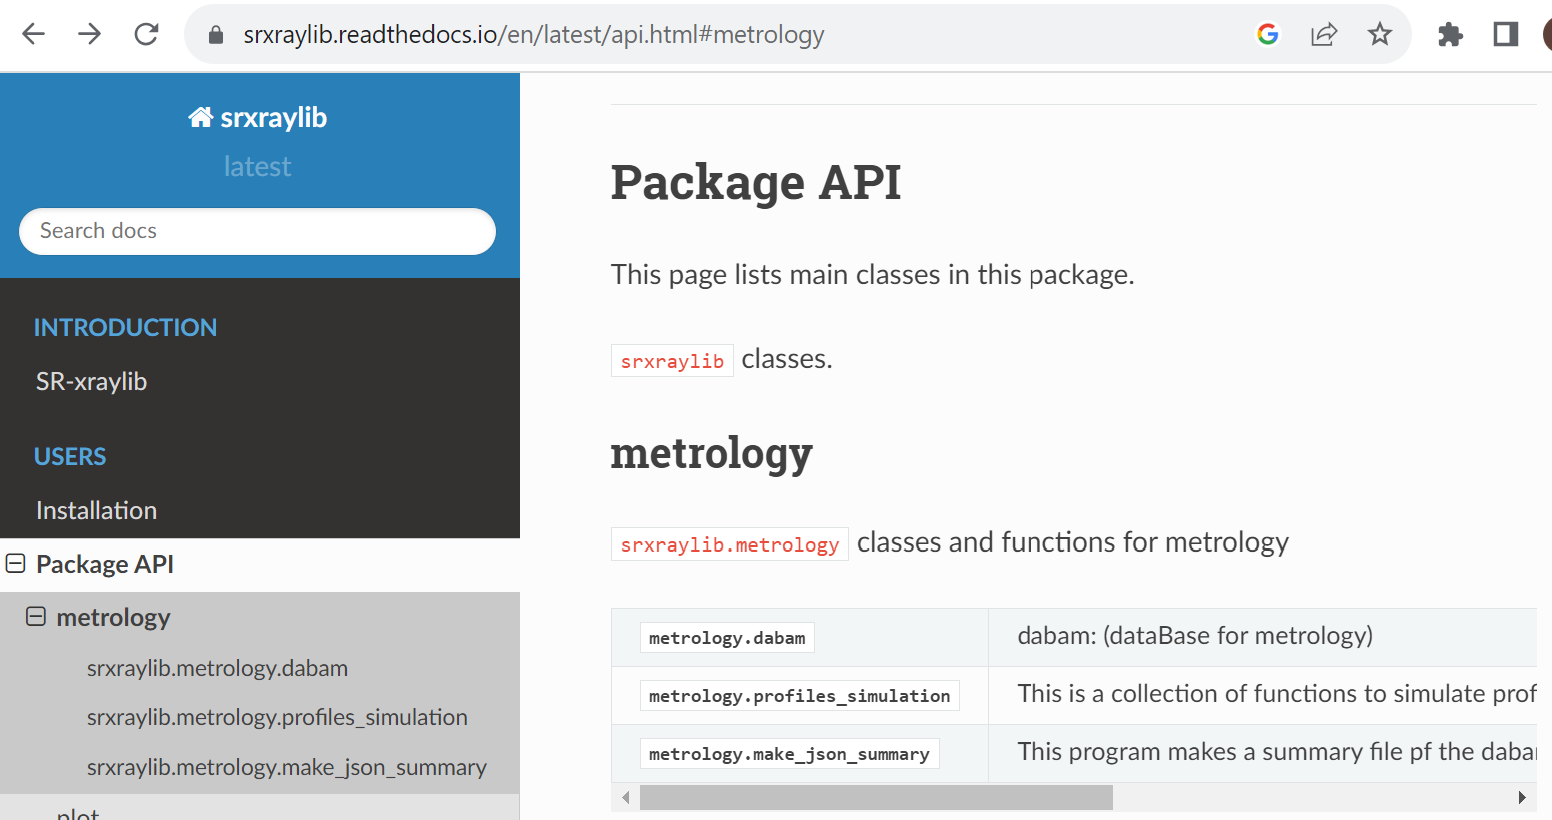 srxraylib.readthedocs.io/en/latest/api.html#metrology
srxraylib
latest
Search docs
INTRODUCTION
SR-xraylib
USERS
Installation
Package API
metrology
srxraylib.metrology.dabam
srxraylib.metrology.profiles_simulation
srxraylib.metrology.make_json_summary
plot
Package API
This page lists main classes in this package.
srxraylib classes.
metrology
srxraylib.metrology classes and functions for metrology
metrology.dabam dabam: (dataBase for metrology)
metrology.profiles_simulation This is a collection of functions to simulate prof
metrology.make_json_summary This program makes a summary file pf the daba